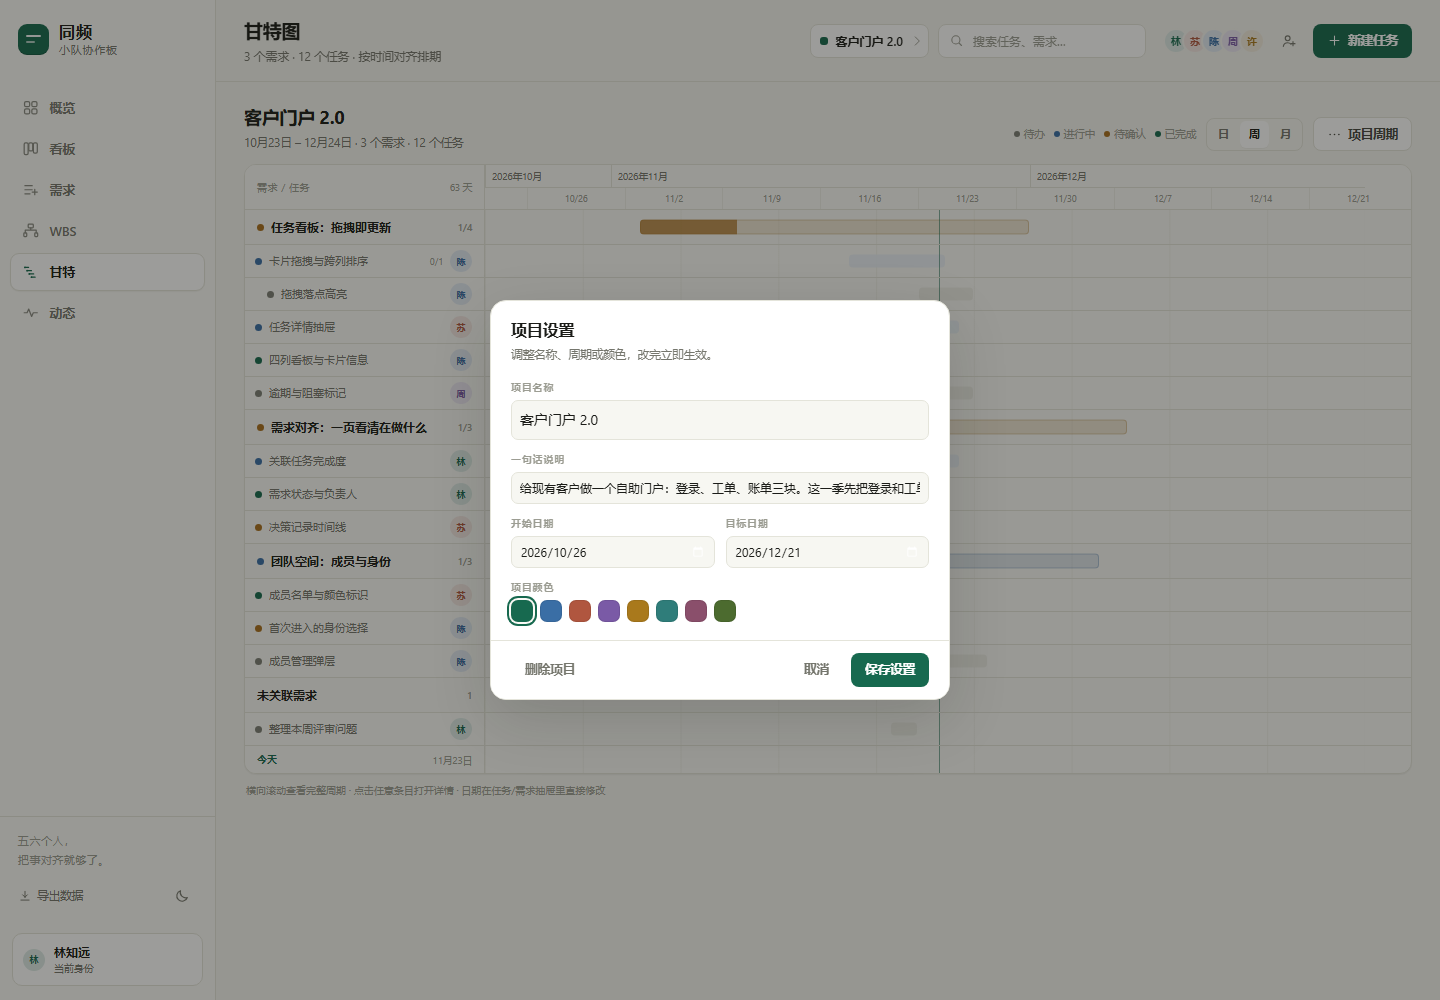 同频
小队协作板
概览
看板
需求
WBS
甘特
动态
五六个人，
把事对齐就够了。
导出数据
林 林知远
当前身份
甘特图
3 个需求 · 12 个任务 · 按时间对齐排期
客户门户 2.0
搜索任务、需求...
林 苏 陈 周 许
新建任务
客户门户 2.0
10月23日 – 12月24日 · 3 个需求 · 12 个任务
待办 进行中 待确认 已完成
日 周 月
项目周期
需求 / 任务 63 天
2026年10月 2026年11月 2026年12月
10/26 11/2 11/9 11/16 11/23 11/30 12/7 12/14 12/21
任务看板：拖拽即更新 1/4
卡片拖拽与跨列排序 0/1 陈
拖拽落点高亮 陈
任务详情抽屉 苏
四列看板与卡片信息 陈
逾期与阻塞标记 周
需求对齐：一页看清在做什么 1/3
关联任务完成度 林
需求状态与负责人 林
决策记录时间线 苏
团队空间：成员与身份 1/3
成员名单与颜色标识 苏
首次进入的身份选择 陈
成员管理弹层 陈
未关联需求 1
整理本周评审问题 林
今天 11月23日
横向滚动查看完整周期 · 点击任意条目打开详情 · 日期在任务/需求抽屉里直接修改
项目设置
调整名称、周期或颜色，改完立即生效。
项目名称
客户门户 2.0
一句话说明
给现有客户做一个自助门户：登录、工单、账单三块。这一季先把登录和工单
开始日期 目标日期
2026/10/26 2026/12/21
项目颜色
删除项目 取消 保存设置